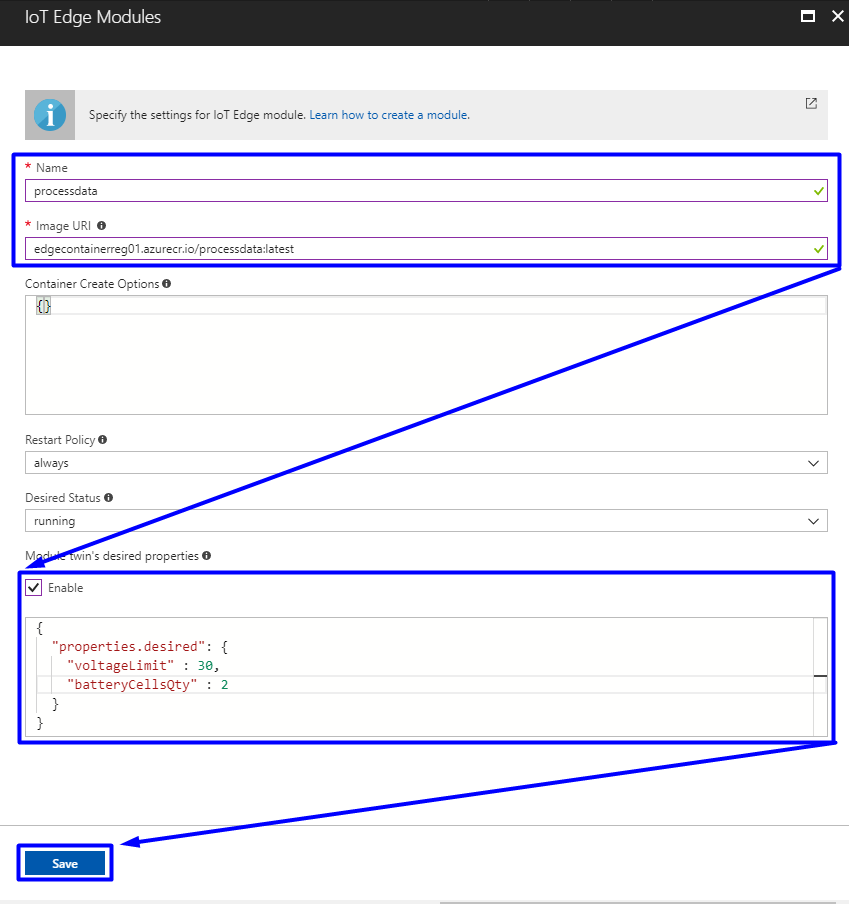 IoT Edge Modules
Specify the settings for IoT Edge module. Learn how to create a module.
* Name
processdata
* Image URI
edgecontainerreg01.azurecr.io/processdata:latest
Container Create Options
{}
Restart Policy
always
Desired Status
running
Module twin's desired properties
Enable
{
"properties.desired": {
"voltageLimit" : 30,
"batteryCellsQty" : 2
}
}
Save